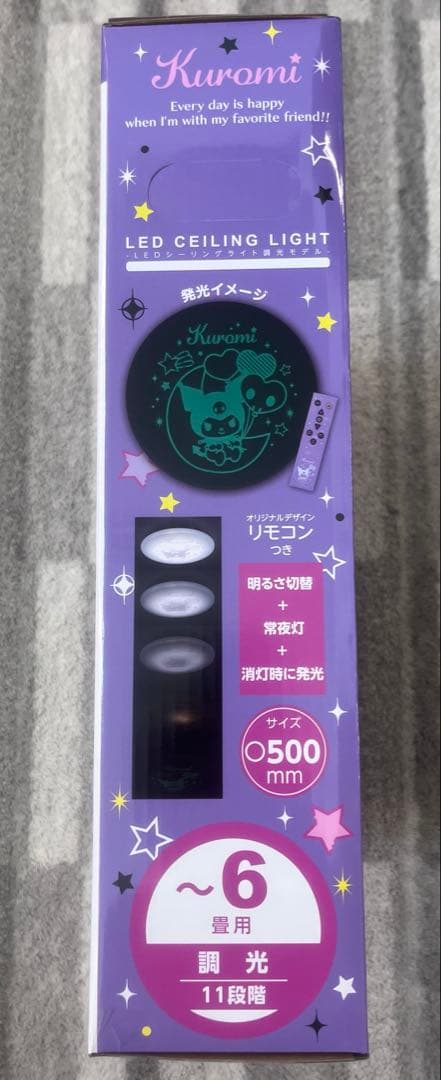 Kuromi
Every day is happy
when I'm with my favorite friend!!
LED CEILING LIGHT
-LEDシーリングライト調光モデル-
発光イメージ
Kuromi
オリジナルデザイン
リモコン
つき
明るさ切替
+
常夜灯
+
消灯時に発光
サイズ
○500
mm
～6
畳用
調光
11段階